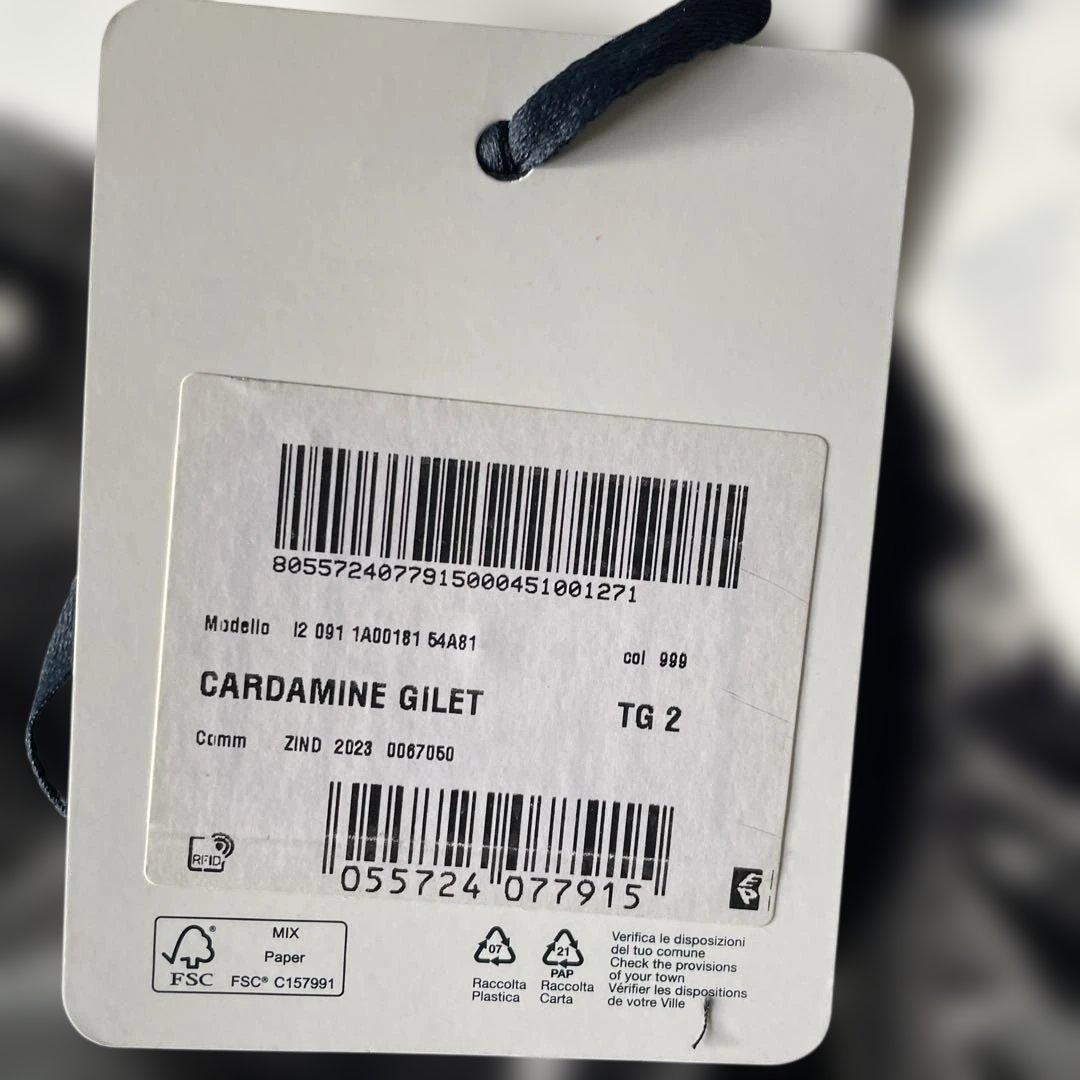 8055724077915000451001271
Modello I2 091 1A00181 54A81
col 999
CARDAMINE GILET
TG 2
Comm ZIND 2023 0067050
055724 077915
RFID
FSC®
MIX
Paper
FSC® C157991
07
Raccolta
Plastica
21
PAP
Raccolta
Carta
Verifica le disposizioni
del tuo comune
Check the provisions
of your town
Vérifier les dispositions
de votre Ville